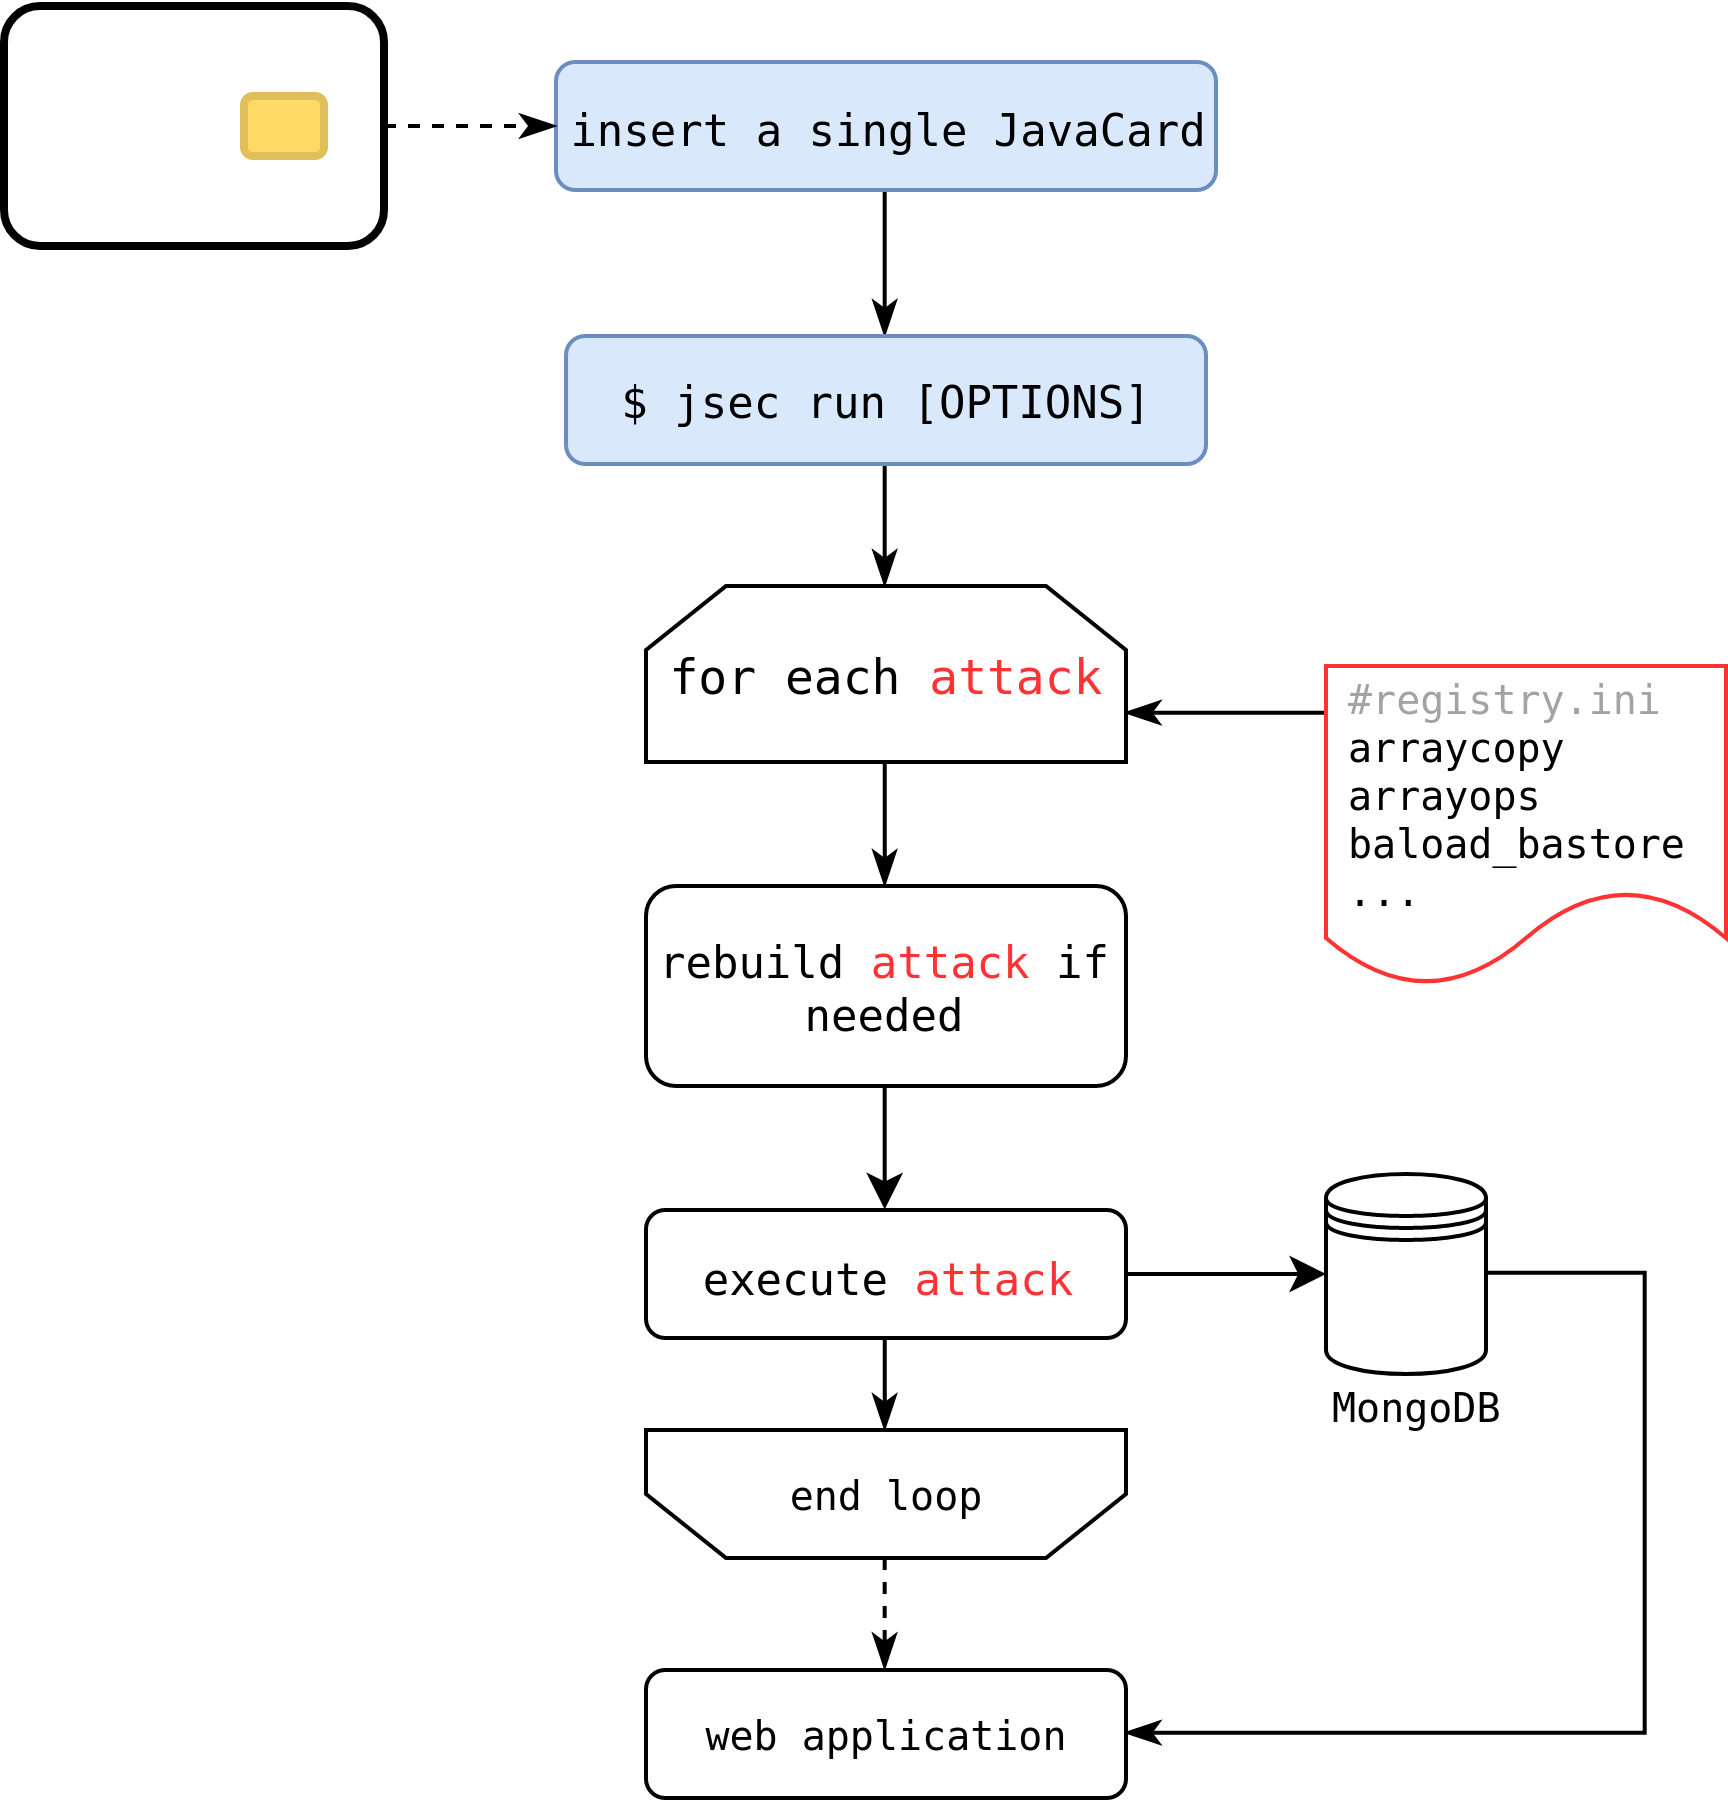 insert a single JavaCard
$ jsec run [OPTIONS]
for each attack
#registry.ini
arraycopy
arrayops
baload_bastore
...
rebuild attack if
needed
execute attack
MongoDB
end loop
web application